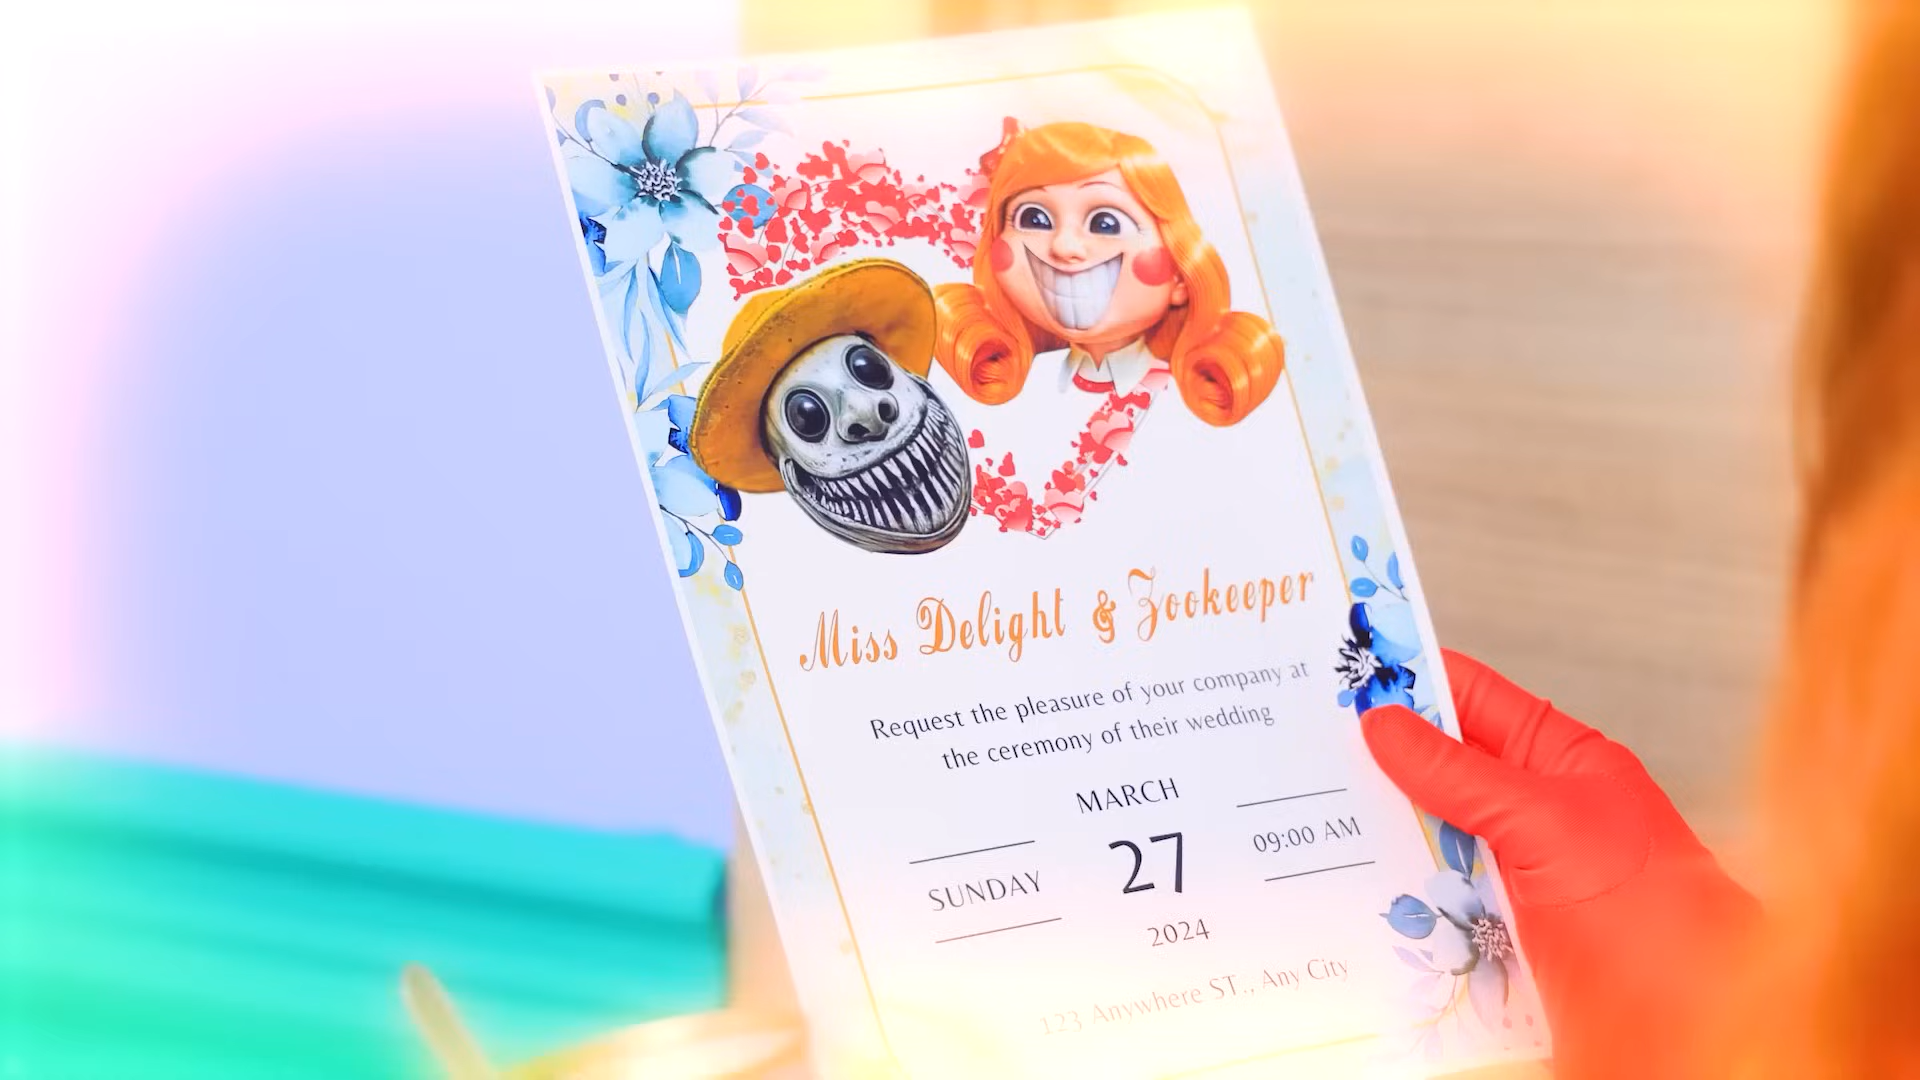 Miss Delight & Zookeeper
Request the pleasure of your company at
the ceremony of their wedding
MARCH
SUNDAY
27
09:00 AM
2024
123 Anywhere ST., Any City